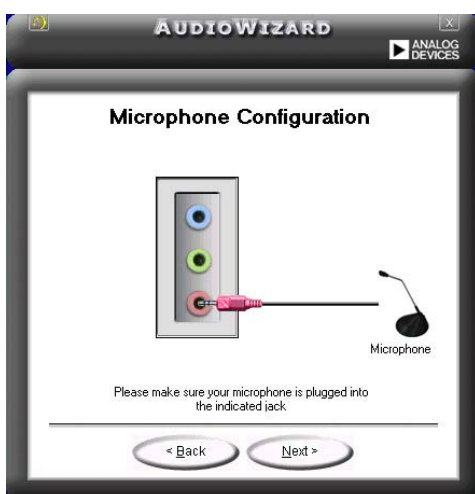 AUDIOWIZARD
X
ANALOG
DEVICES
Microphone Configuration
Microphone
Please make sure your microphone is plugged into
the indicated jack
< Back
Next >